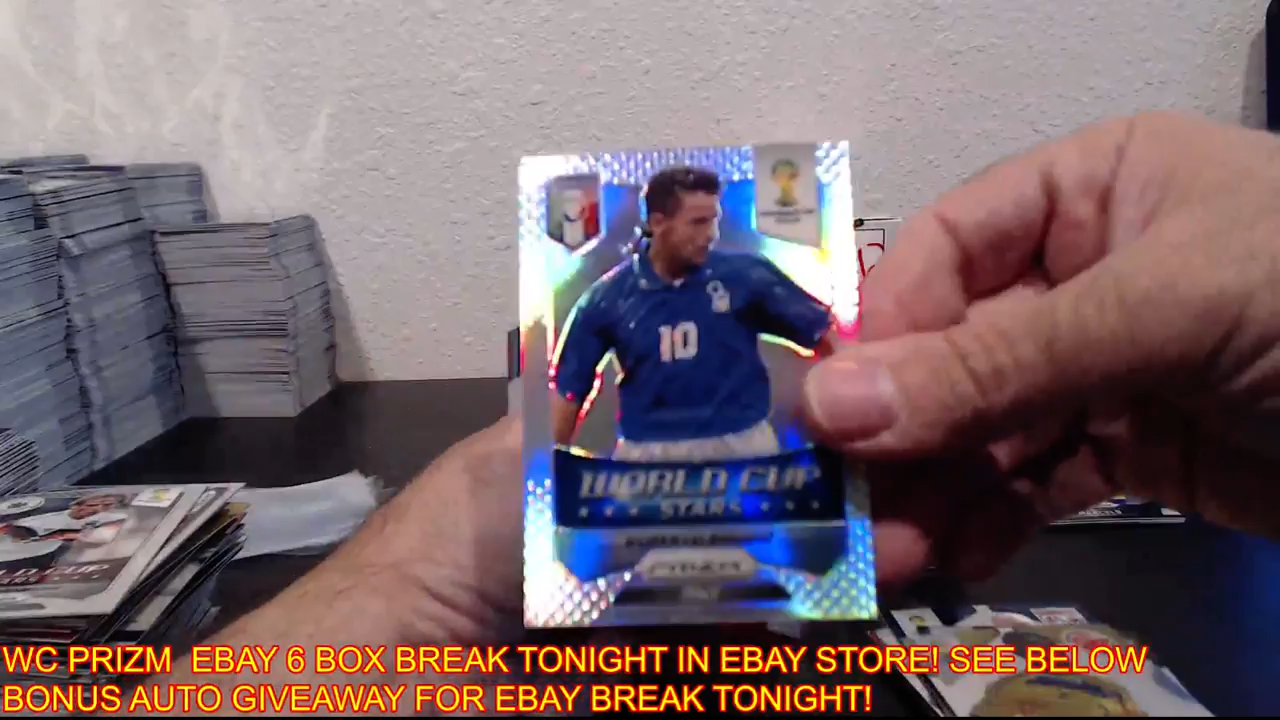 10
WORLD CUP
STARS
PRIZM
WC PRIZM EBAY 6 BOX BREAK TONIGHT IN EBAY STORE! SEE BELOW
BONUS AUTO GIVEAWAY FOR EBAY BREAK TONIGHT!